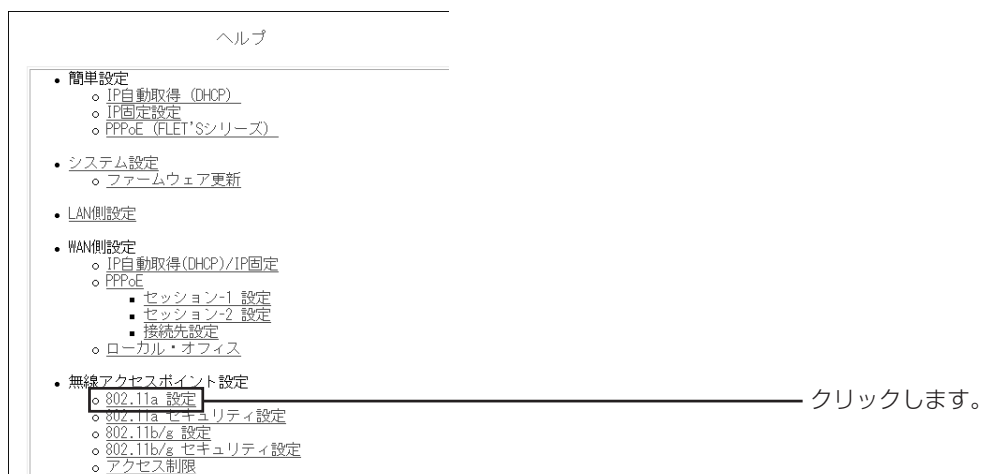 ヘルプ
簡単設定
IP自動取得 (DHCP)
IP固定設定
PPPoE (FLET'Sシリーズ)
システム設定
ファームウェア更新
LAN側設定
WAN側設定
IP自動取得(DHCP)/IP固定
PPPoE
セッション-1 設定
セッション-2 設定
接続先設定
ローカル・オフィス
無線アクセスポイント設定
802.11a 設定
クリックします。
802.11a セキュリティ設定
802.11b/g 設定
802.11b/g セキュリティ設定
アクセス制限